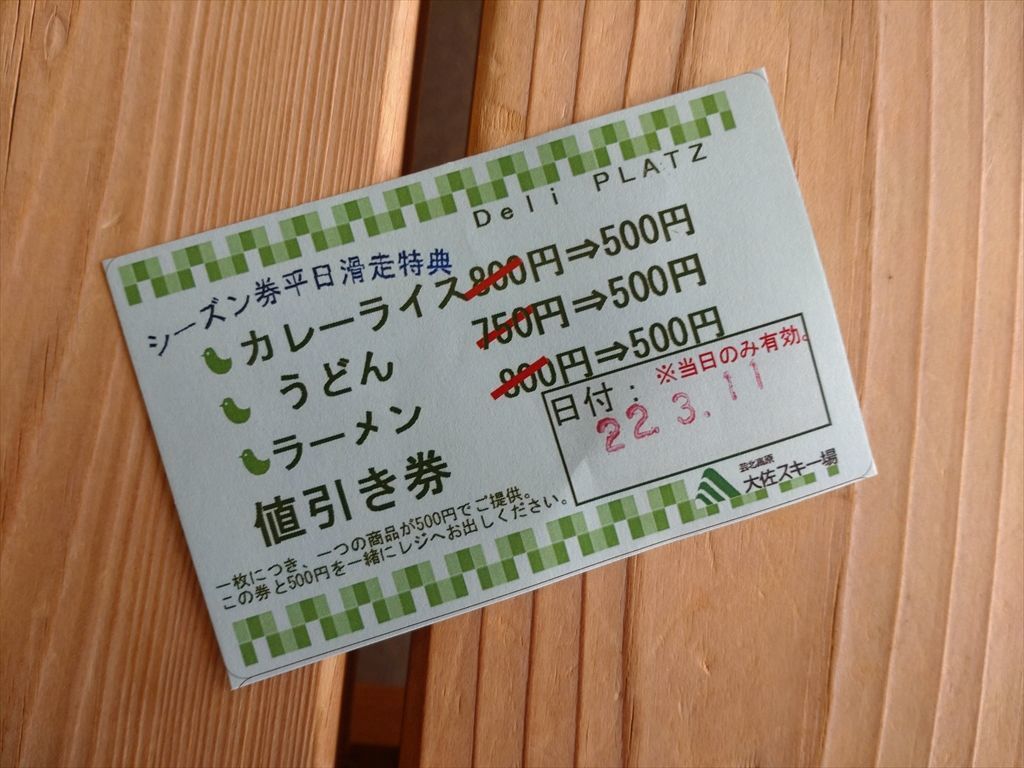 Deli PLATZ
シーズン券平日滑走特典
カレーライス800円⇒500円
うどん 750円⇒500円
ラーメン 800円⇒500円
値引き券
日付： ※当日のみ有効。
22.3.11
一枚につき、一つの商品が500円でご提供。
この券と500円を一緒にレジへお出しください。
芸北高原
大佐スキー場